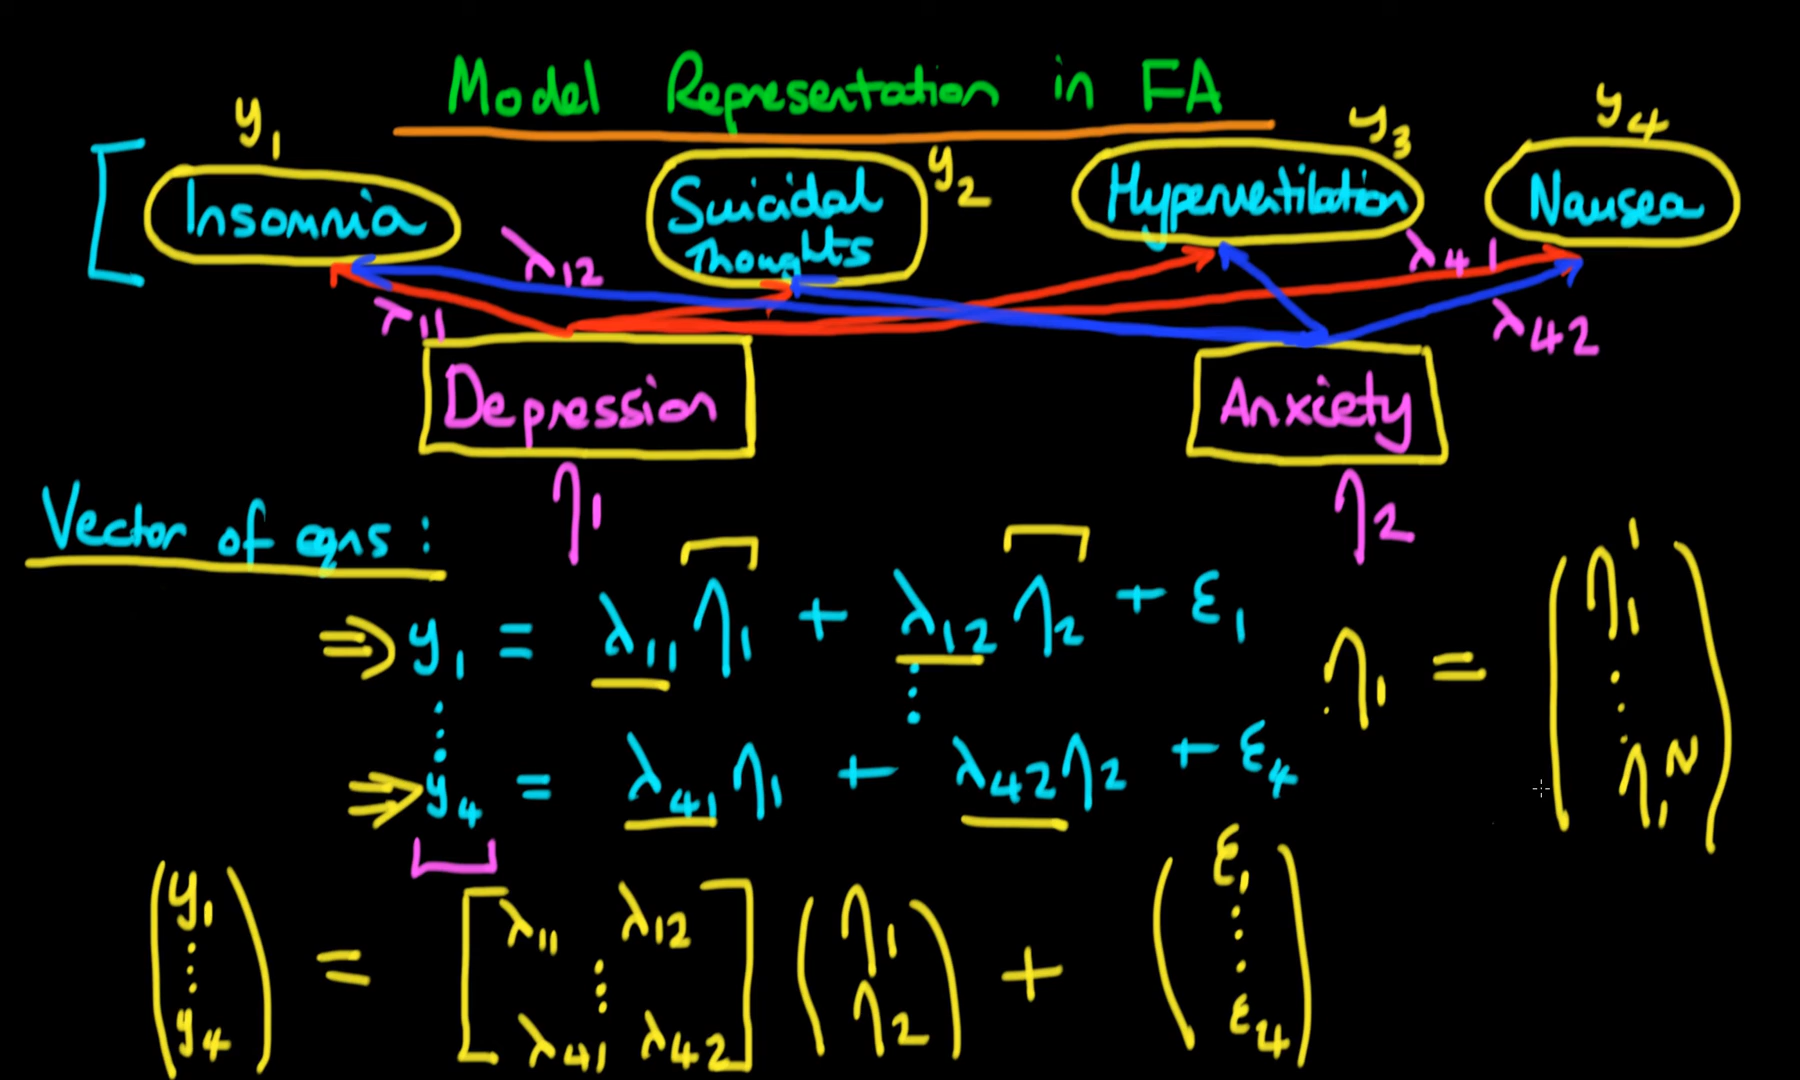 Model Representation in FA
y₁ y₂ y₃ y₄
Insomnia
Suicidal
Thoughts
Hyperventilation
Nausea
λ₁₂ λ₄₁
λ₁₁ λ₄₂
Depression
Anxiety
η₁ η₂
Vector of eqns:
⇒ y₁ = λ₁₁ η₁ + λ₁₂ η₂ + ε₁
⋮ ⋮
⇒ y₄ = λ₄₁ η₁ + λ₄₂ η₂ + ε₄
η₁ = ( η₁¹ ⋮ η₁ᴺ )
( y₁ ⋮ y₄ ) = [ λ₁₁ λ₁₂ ⋮ λ₄₁ λ₄₂ ] ( η₁ η₂ ) + ( ε₁ ⋮ ε₄ )